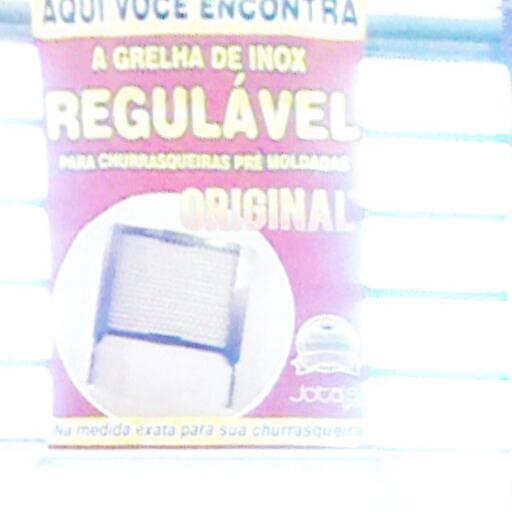 AQUI VOCÊ ENCONTRA
A GRELHA DE INOX
REGULÁVEL
PARA CHURRASQUEIRAS PRÉ MOLDADAS
ORIGINAL
Na medida exata para sua churrasqueira